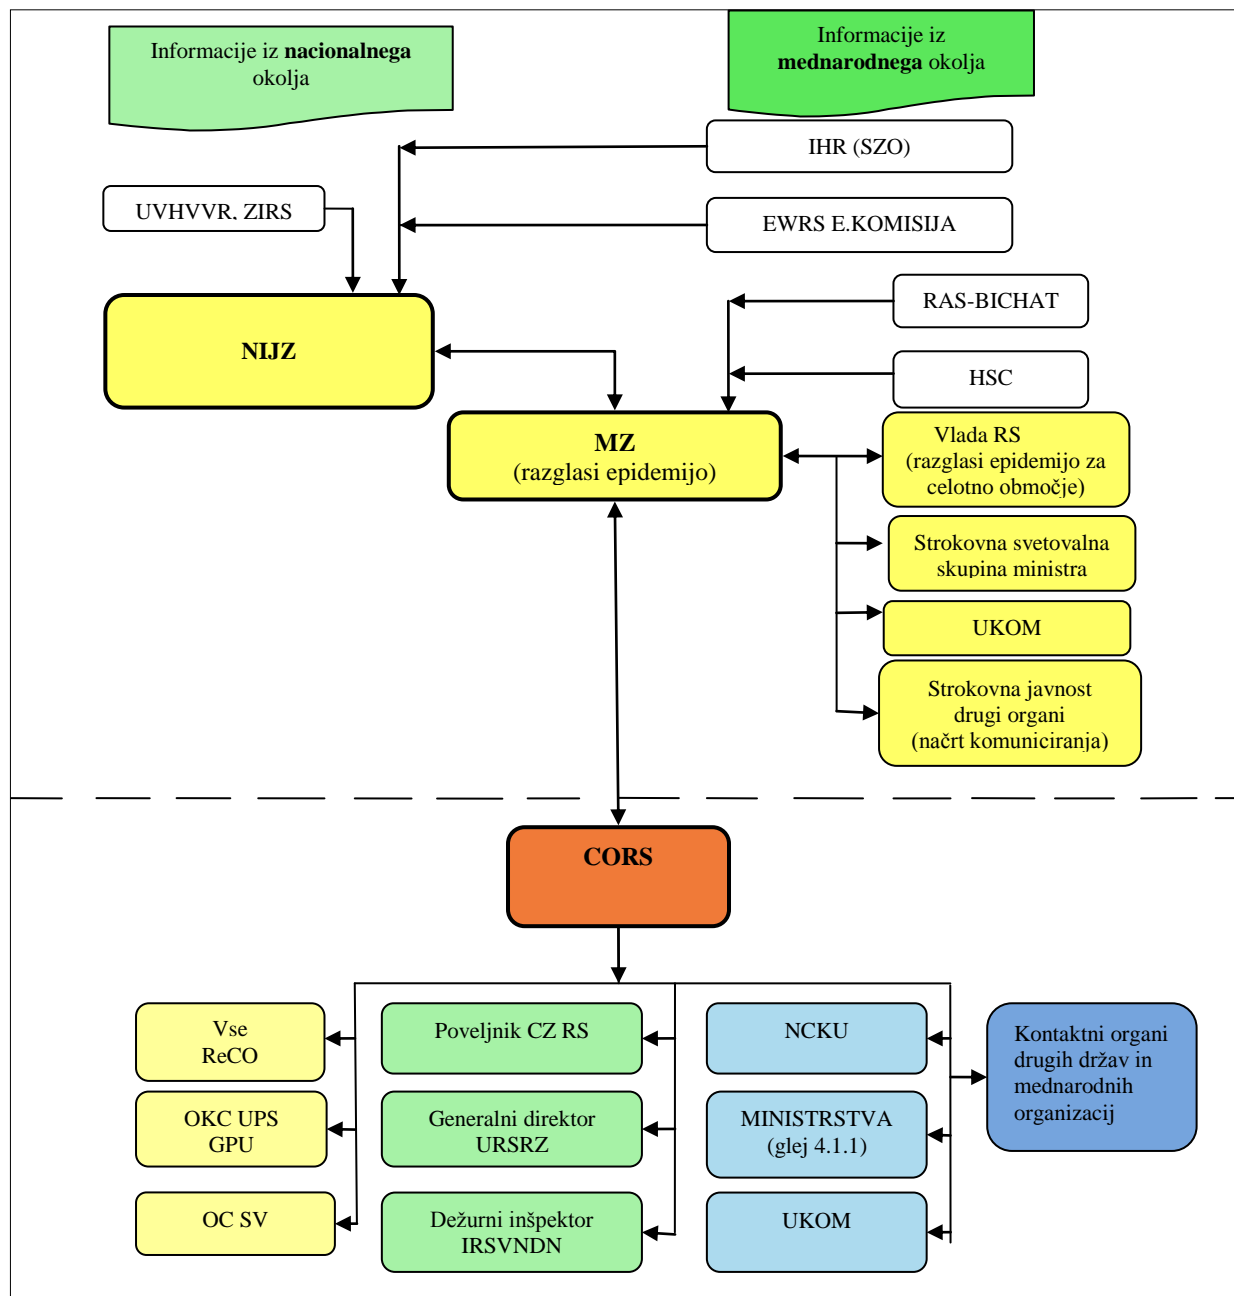 Informacije iz nacionalnega
okolja
Informacije iz
mednarodnega okolja
IHR (SZO)
UVHVVR, ZIRS
EWRS E.KOMISIJA
RAS-BICHAT
NIJZ
HSC
MZ
(razglasi epidemijo)
Vlada RS
(razglasi epidemijo za
celotno območje)
Strokovna svetovalna
skupina ministra
UKOM
Strokovna javnost
drugi organi
(načrt komuniciranja)
CORS
Vse
ReCO
Poveljnik CZ RS
NCKU
Kontaktni organi
drugih držav in
mednarodnih
organizacij
OKC UPS
GPU
Generalni direktor
URSRZ
MINISTRSTVA
(glej 4.1.1)
OC SV
Dežurni inšpektor
IRSVNDN
UKOM